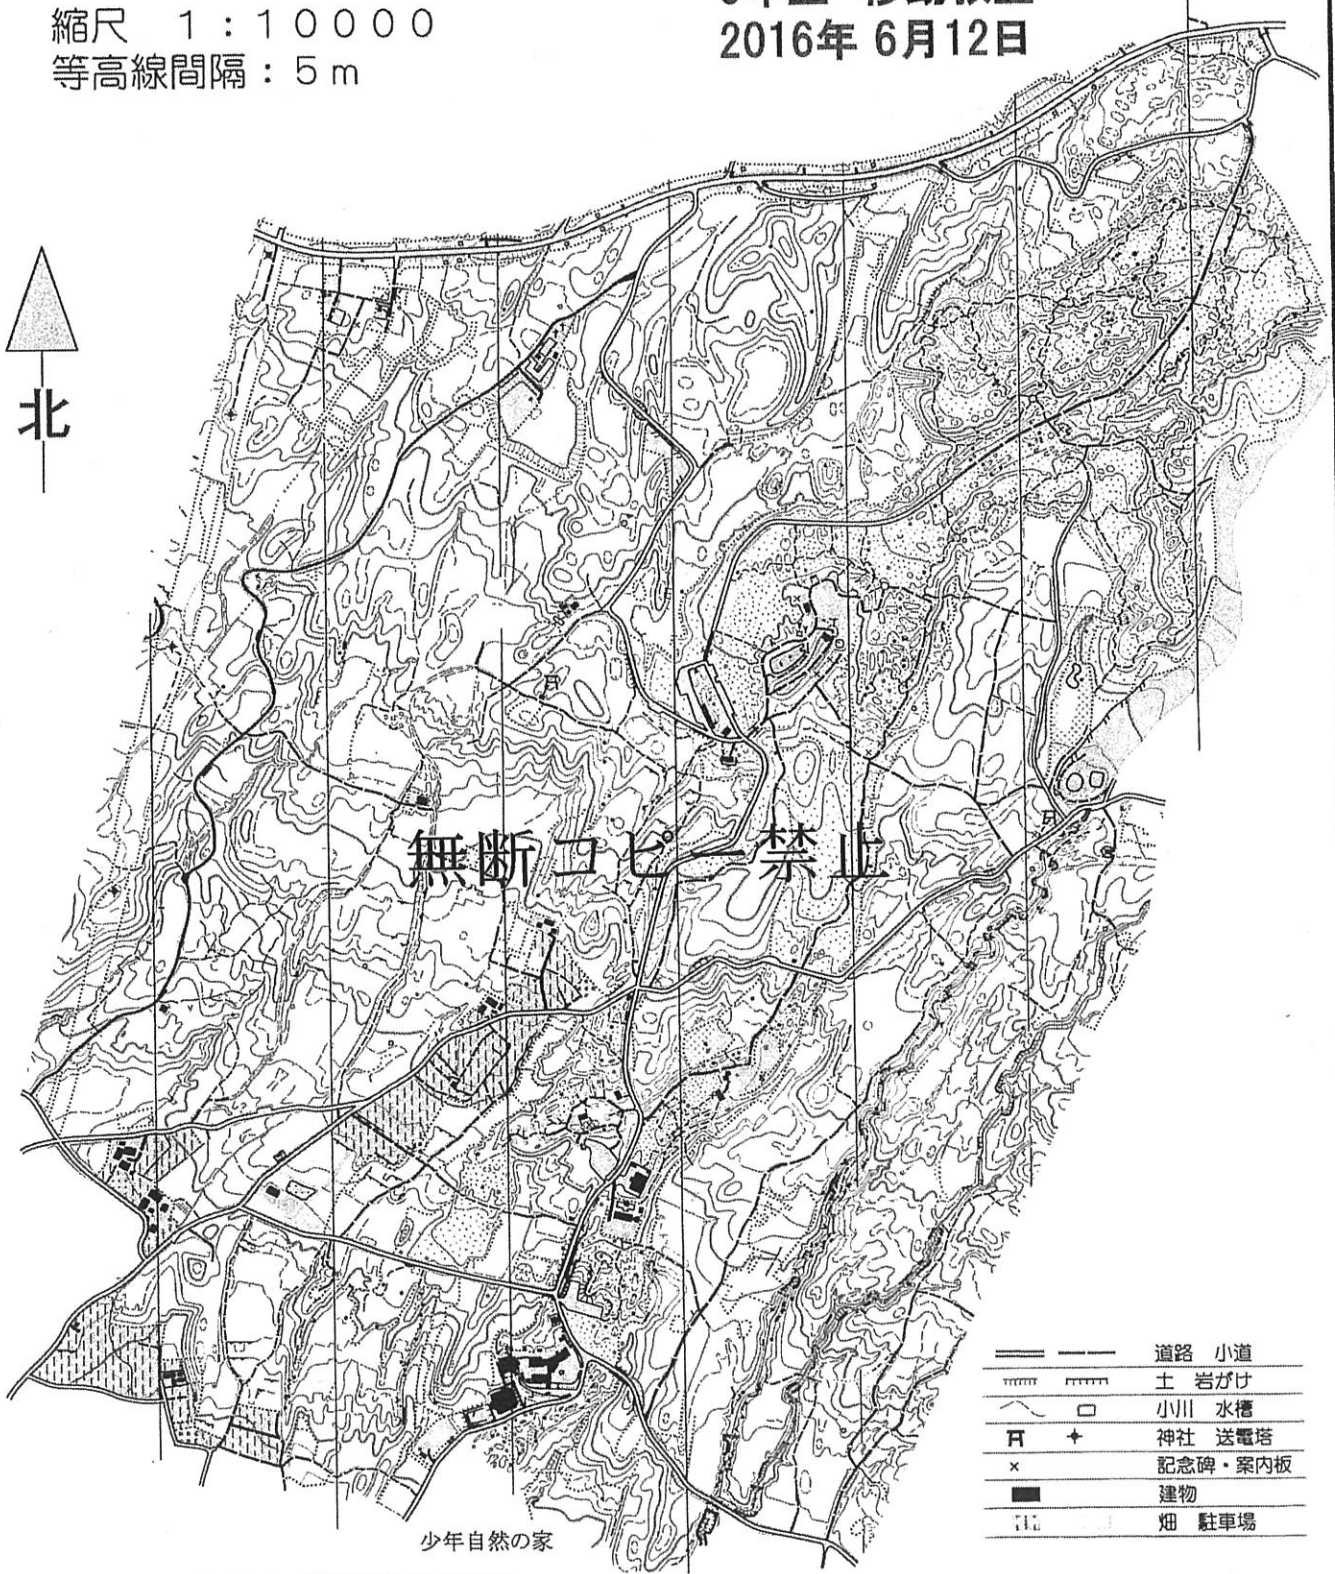 縮尺 1:10000
等高線間隔:5m
2016年 6月12日
北
無断コピー禁止
道路 小道
土 岩がけ
小川 水槽
神社 送電塔
記念碑・案内板
建物
畑 駐車場
少年自然の家